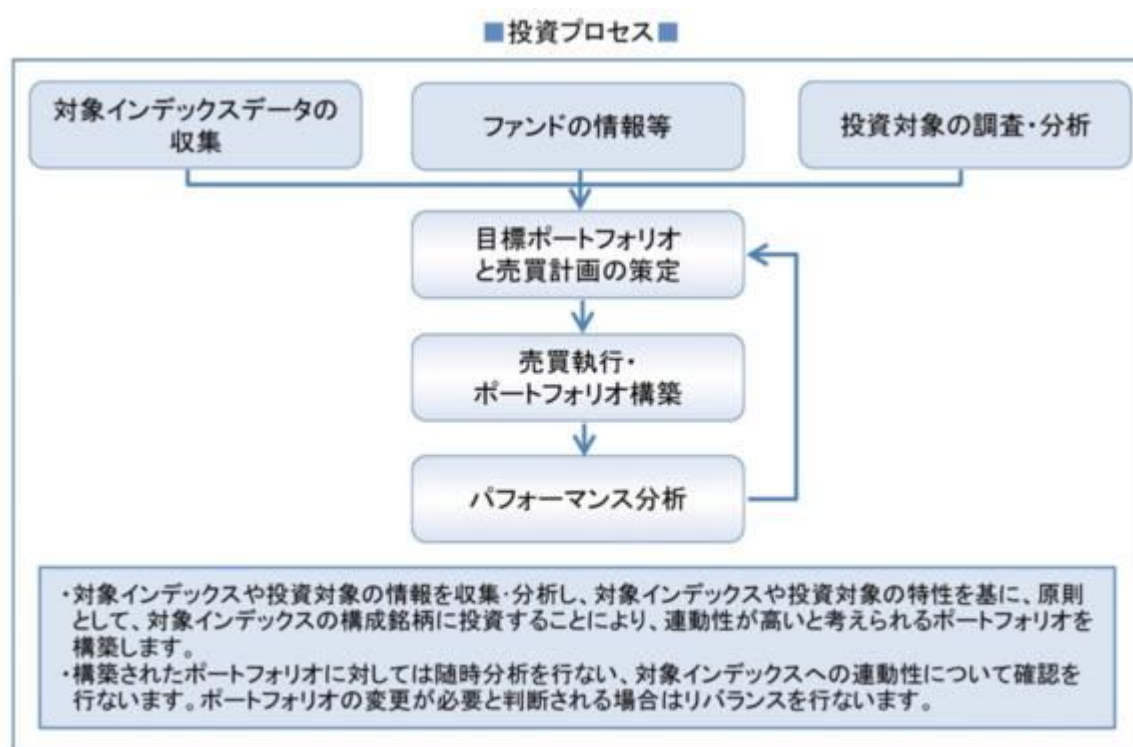 ■投資プロセス■
対象インデックスデータの
収集
ファンドの情報等
投資対象の調査・分析
目標ポートフォリオ
と売買計画の策定
売買執行・
ポートフォリオ構築
パフォーマンス分析
・対象インデックスや投資対象の情報を収集・分析し、対象インデックスや投資対象の特性を基に、原則
として、対象インデックスの構成銘柄に投資することにより、連動性が高いと考えられるポートフォリオを
構築します。
・構築されたポートフォリオに対しては随時分析を行ない、対象インデックスへの連動性について確認を
行ないます。ポートフォリオの変更が必要と判断される場合はリバランスを行ないます。